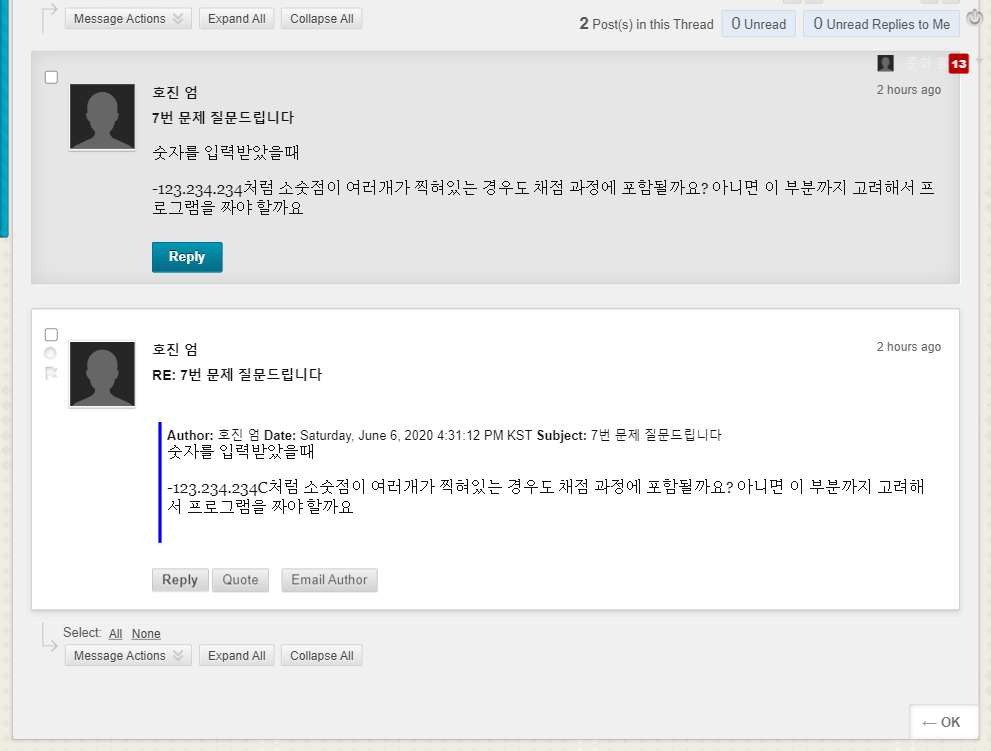 Message Actions Expand All Collapse All
2 Post(s) in this Thread 0 Unread 0 Unread Replies to Me
13
호진 엄
2 hours ago
7번 문제 질문드립니다
숫자를 입력받았을때
-123.234.234처럼 소숫점이 여러개가 찍혀있는 경우도 채점 과정에 포함될까요? 아니면 이 부분까지 고려해서 프
로그램을 짜야 할까요
Reply
호진 엄
2 hours ago
RE: 7번 문제 질문드립니다
Author: 호진 엄 Date: Saturday, June 6, 2020 4:31:12 PM KST Subject: 7번 문제 질문드립니다
숫자를 입력받았을때
-123.234.234C처럼 소숫점이 여러개가 찍혀있는 경우도 채점 과정에 포함될까요? 아니면 이 부분까지 고려해
서 프로그램을 짜야 할까요
Reply Quote Email Author
Select: All None
Message Actions Expand All Collapse All
← OK